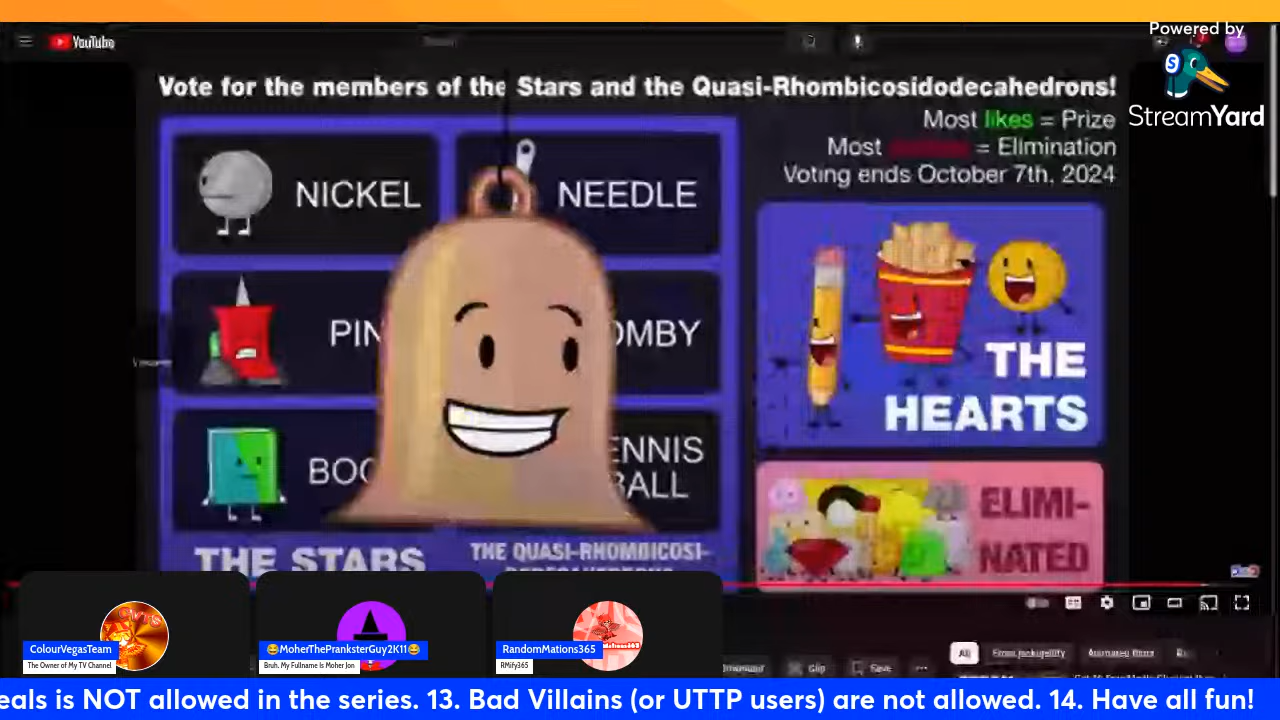 Powered by
StreamYard
YouTube
Vote for the members of the Stars and the Quasi-Rhombicosidodecahedrons!
Most likes = Prize
Most = Elimination
Voting ends October 7th, 2024
NICKEL
NEEDLE
PIN
OMBY
BOO
ENNIS
BALL
THE STARS
THE QUASI-RHOMBICOSI-
THE
HEARTS
ELIMI-
NATED
ColourVegasTeam
The Owner of My TV Channel
😂MoherThePranksterGuy2K11😂
Bruh. My Fullname Is Moher Jon
RandomMations365
RMify365
All
Clip
Save
eals is NOT allowed in the series. 13. Bad Villains (or UTTP users) are not allowed. 14. Have all fun!